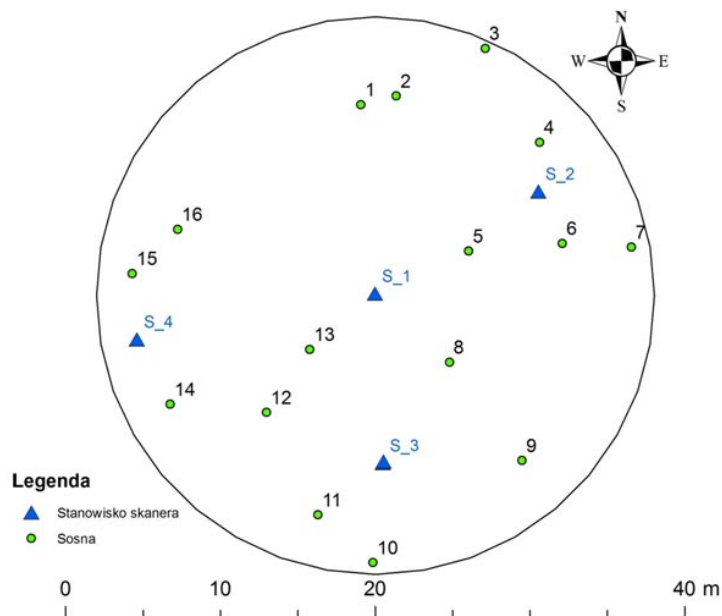 N
W E
S
3
1 2
4
S_2
16
5 6 7
15
S_1
S_4
13
8
14 12
S_3
9
Legenda
Stanowisko skanera
11
Sosna
10
0 10 20 40 m